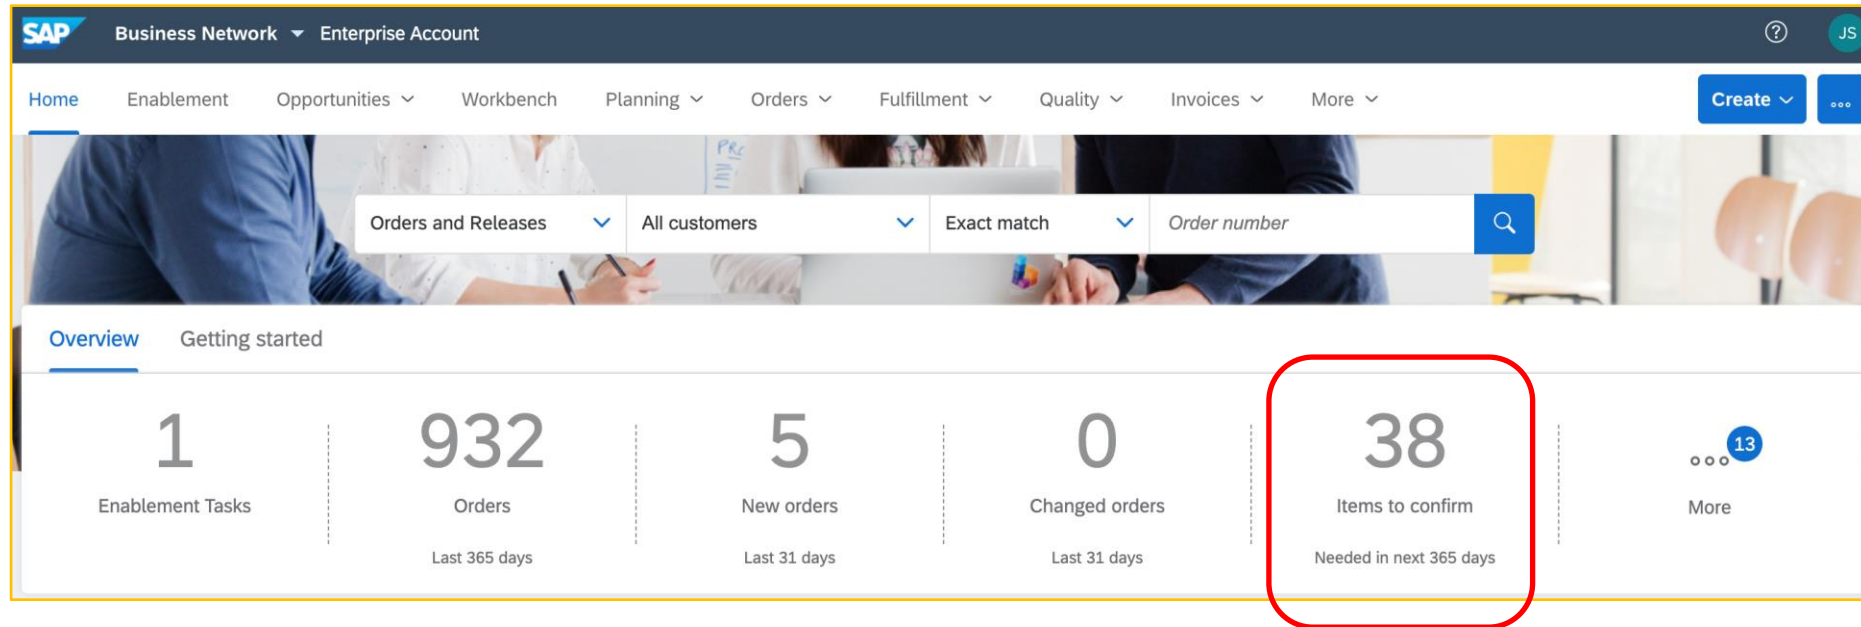 SAP Business Network Enterprise Account JS
Home Enablement Opportunities Workbench Planning Orders Fulfillment Quality Invoices More Create
PRC
Orders and Releases All customers Exact match Order number
Overview Getting started
1 932 5 0 38 13
Enablement Tasks Orders New orders Changed orders Items to confirm More
Last 365 days Last 31 days Last 31 days Needed in next 365 days